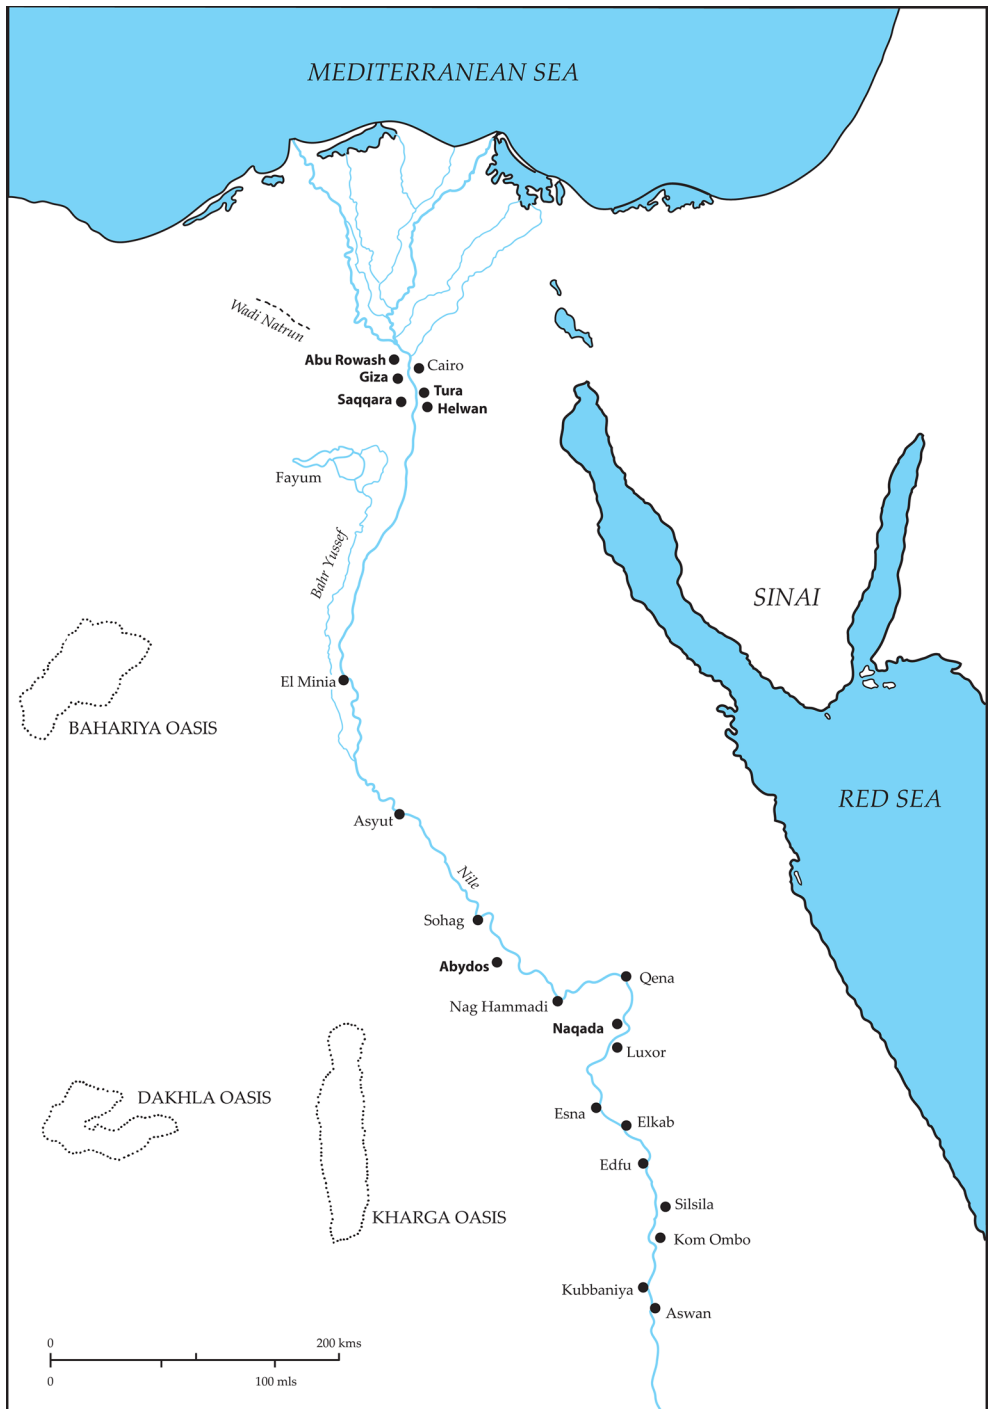 MEDITERRANEAN SEA
Wadi Natrun
Abu Rowash
Cairo
Giza
Tura
Saqqara
Helwan
Fayum
Bahr Yussef
SINAI
El Minia
BAHARIYA OASIS
RED SEA
Asyut
Nile
Sohag
Abydos
Qena
Nag Hammadi
Naqada
Luxor
DAKHLA OASIS
Esna
Elkab
Edfu
Silsila
KHARGA OASIS
Kom Ombo
Kubbaniya
Aswan
0 200 kms
0 100 mls